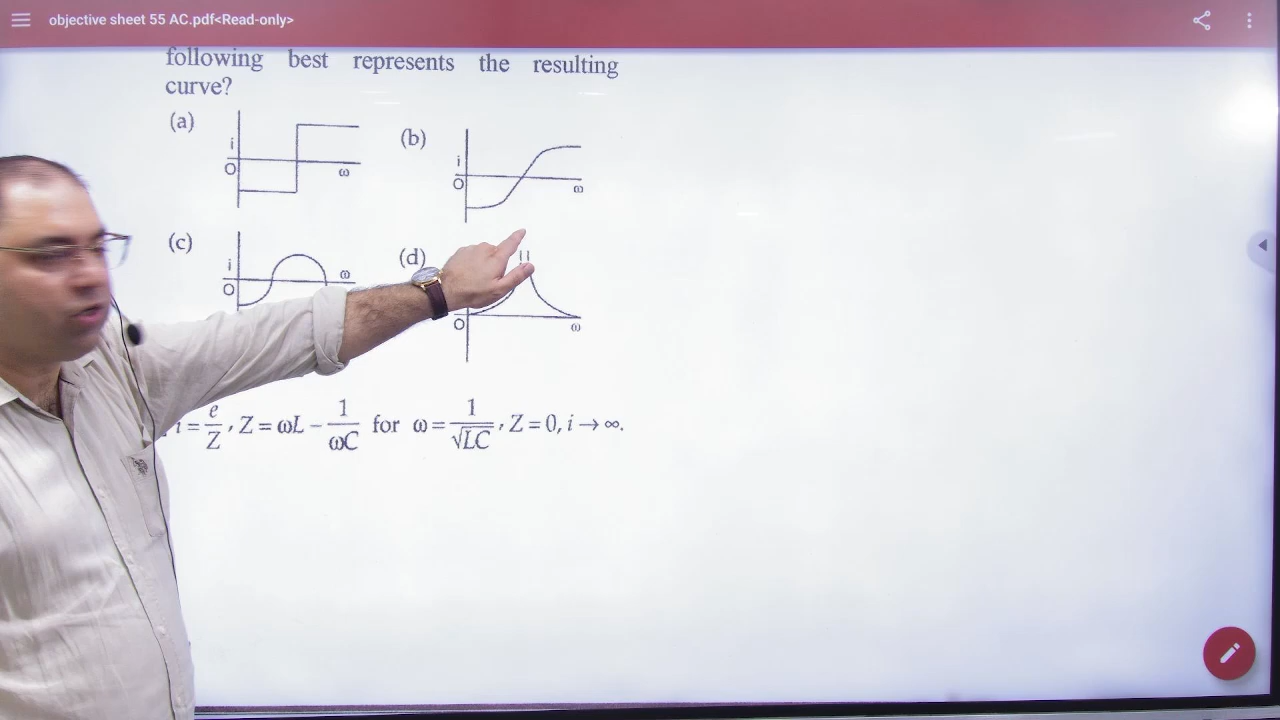 objective sheet 55 AC.pdf<Read-only>
following best represents the resulting
curve?
(a)
i
O
ω
(b)
i
O
ω
(c)
i
O
ω
(d)
O
ω
i = e/Z, Z = ωL − 1/ωC for ω = 1/√LC, Z = 0, i → ∞.